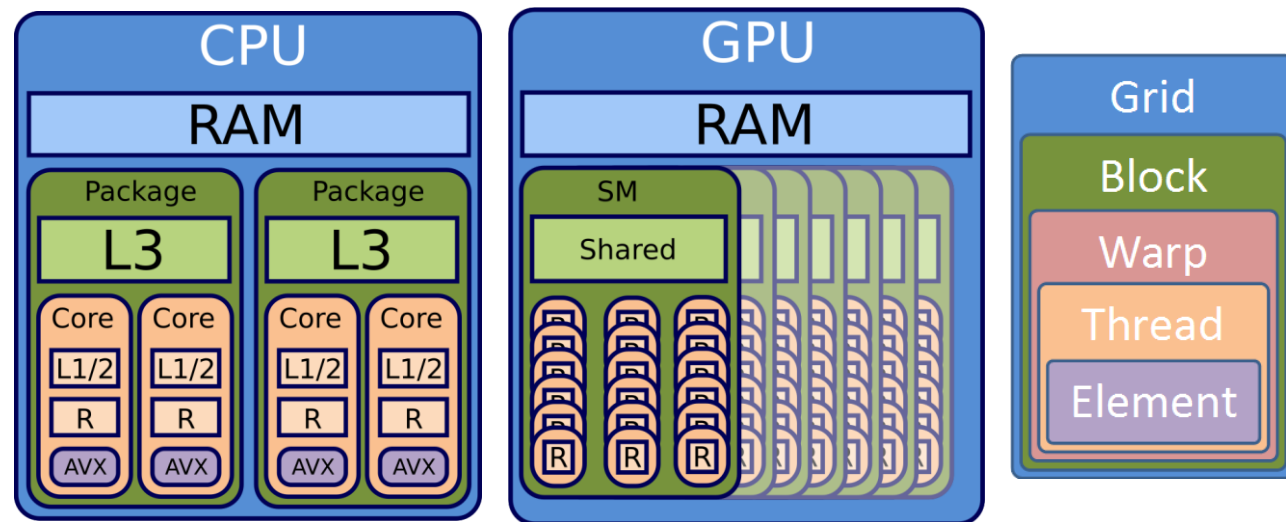 CPU
RAM
Package
Package
L3
L3
Core
Core
Core
Core
L1/2
L1/2
L1/2
L1/2
R
R
R
R
AVX
AVX
AVX
AVX
GPU
RAM
SM
Shared
R
R
R
Grid
Block
Warp
Thread
Element